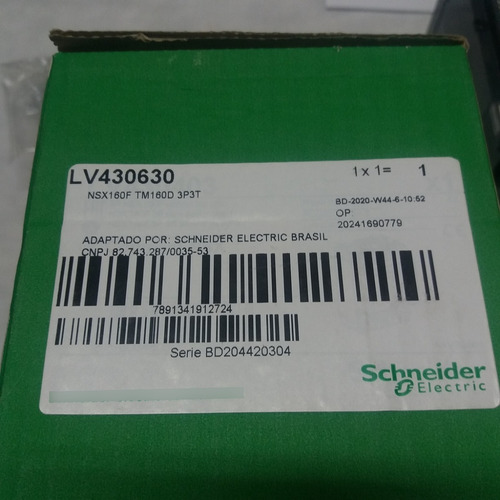 LV430630
1 x 1= 1
NSX160F TM160D 3P3T
BD-2020-W44-6-10:52
OP:
20241690779
ADAPTADO POR: SCHNEIDER ELECTRIC BRASIL
CNPJ 82.743.287/0035-53
7891341912724
Serie BD204420304
Schneider
Electric